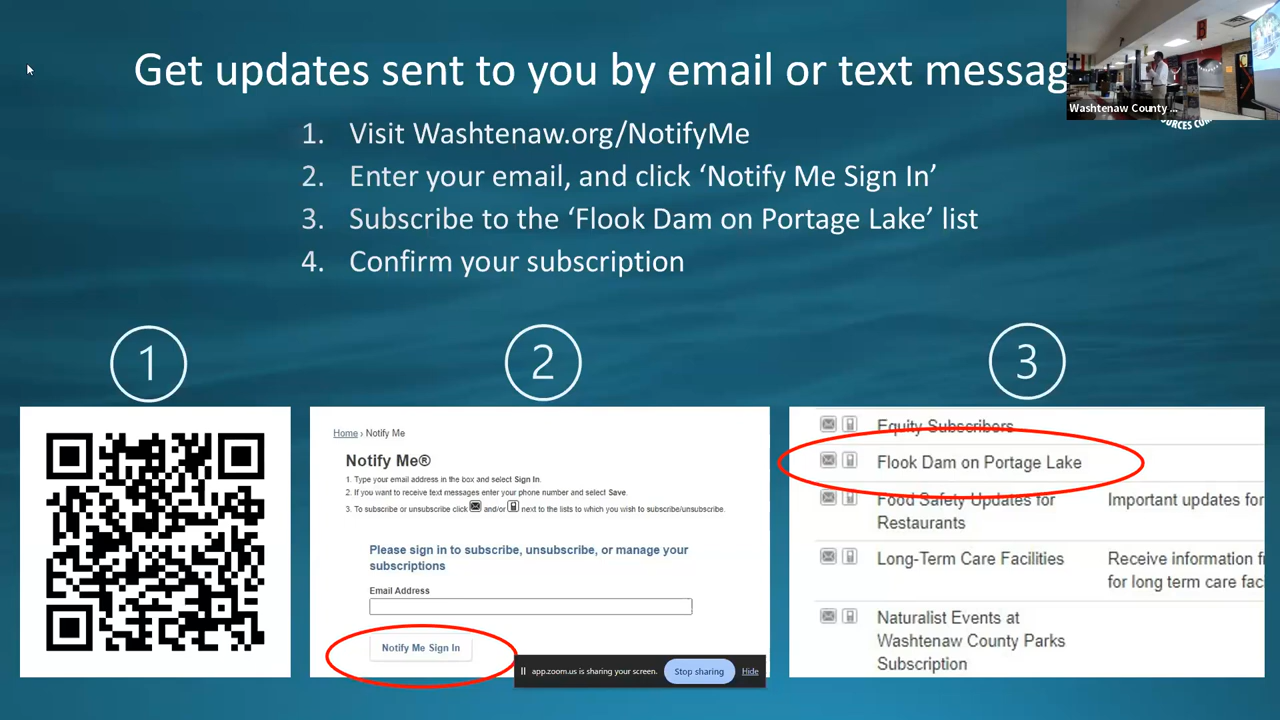 Get updates sent to you by email or text messag
Washtenaw County ...
OURCES COM
1. Visit Washtenaw.org/NotifyMe
2. Enter your email, and click ‘Notify Me Sign In’
3. Subscribe to the ‘Flook Dam on Portage Lake’ list
4. Confirm your subscription
1
2
3
Home › Notify Me
Notify Me®
1. Type your email address in the box and select Sign In.
2. If you want to receive text messages enter your phone number and select Save.
3. To subscribe or unsubscribe click and/or next to the lists to which you wish to subscribe/unsubscribe.
Please sign in to subscribe, unsubscribe, or manage your
subscriptions
Email Address
Notify Me Sign In
app.zoom.us is sharing your screen. Stop sharing Hide
Equity Subscribers
Flook Dam on Portage Lake
Food Safety Updates for Important updates for
Restaurants
Long-Term Care Facilities Receive information f
for long term care fac
Naturalist Events at
Washtenaw County Parks
Subscription